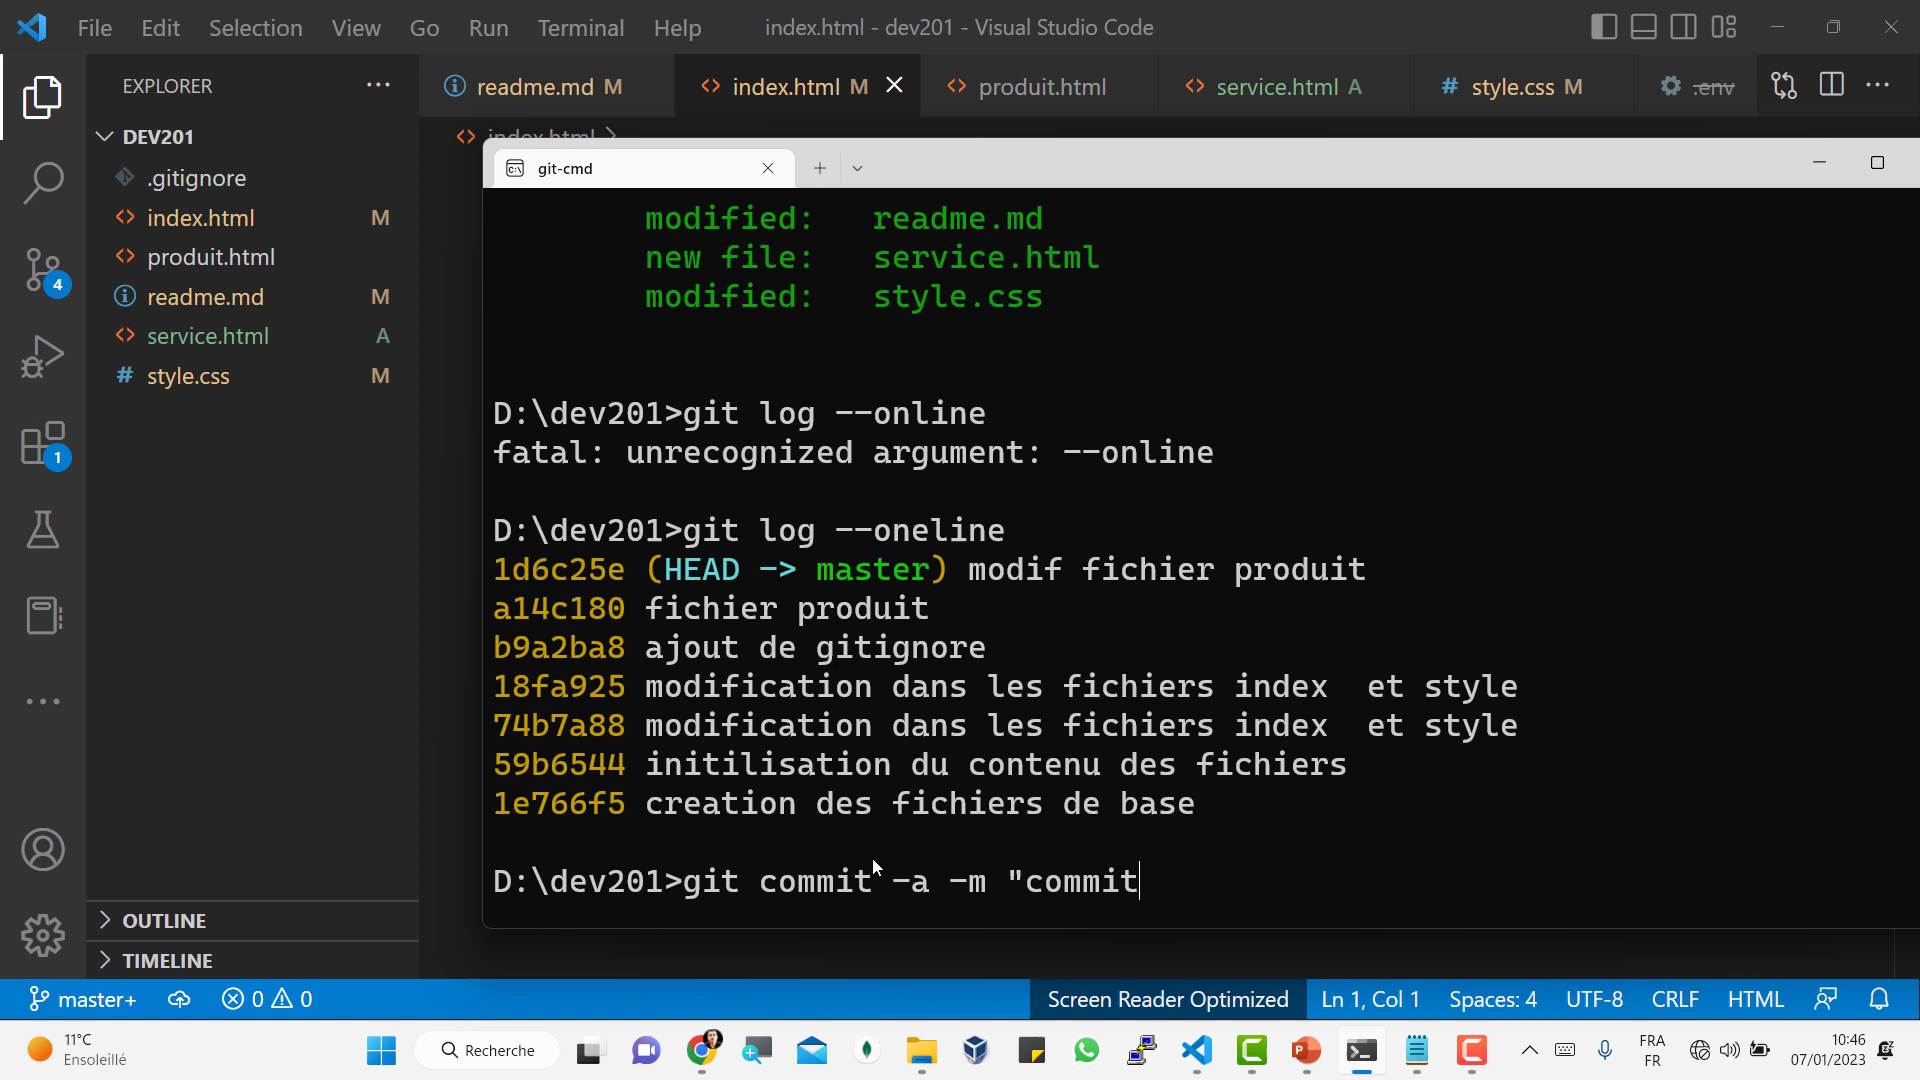 File Edit Selection View Go Run Terminal Help index.html - dev201 - Visual Studio Code
EXPLORER
readme.md M index.html M produit.html service.html A # style.css M .env
DEV201
index.html
.gitignore
index.html M
produit.html
readme.md M
service.html A
# style.css M
4
1
git-cmd
modified: readme.md
new file: service.html
modified: style.css
D:\dev201>git log --online
fatal: unrecognized argument: --online
D:\dev201>git log --oneline
1d6c25e (HEAD -> master) modif fichier produit
a14c180 fichier produit
b9a2ba8 ajout de gitignore
18fa925 modification dans les fichiers index  et style
74b7a88 modification dans les fichiers index  et style
59b6544 initilisation du contenu des fichiers
1e766f5 creation des fichiers de base
D:\dev201>git commit -a -m "commit
OUTLINE
TIMELINE
master+ 0 0 Screen Reader Optimized Ln 1, Col 1 Spaces: 4 UTF-8 CRLF HTML
11°C
Ensoleillé
Recherche
FRA
FR
10:46
07/01/2023